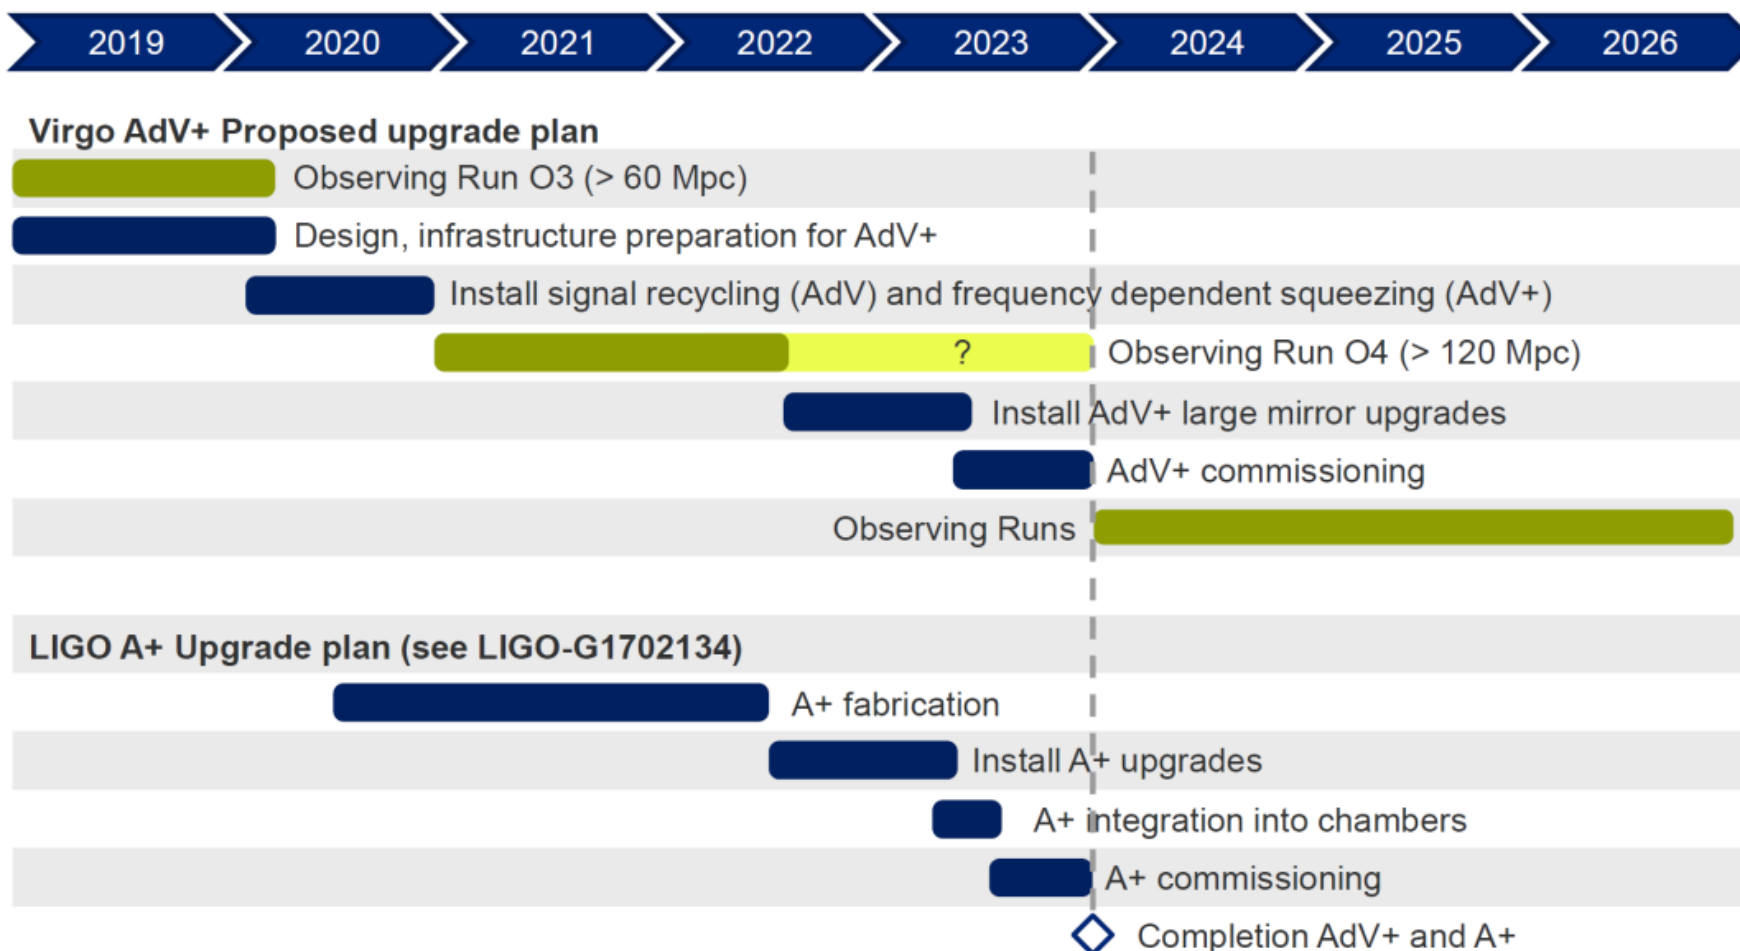 2019 2020 2021 2022 2023 2024 2025 2026
Virgo AdV+ Proposed upgrade plan
Observing Run O3 (> 60 Mpc)
Design, infrastructure preparation for AdV+
Install signal recycling (AdV) and frequency dependent squeezing (AdV+)
? Observing Run O4 (> 120 Mpc)
Install AdV+ large mirror upgrades
AdV+ commissioning
Observing Runs
LIGO A+ Upgrade plan (see LIGO-G1702134)
A+ fabrication
Install A+ upgrades
A+ integration into chambers
A+ commissioning
Completion AdV+ and A+